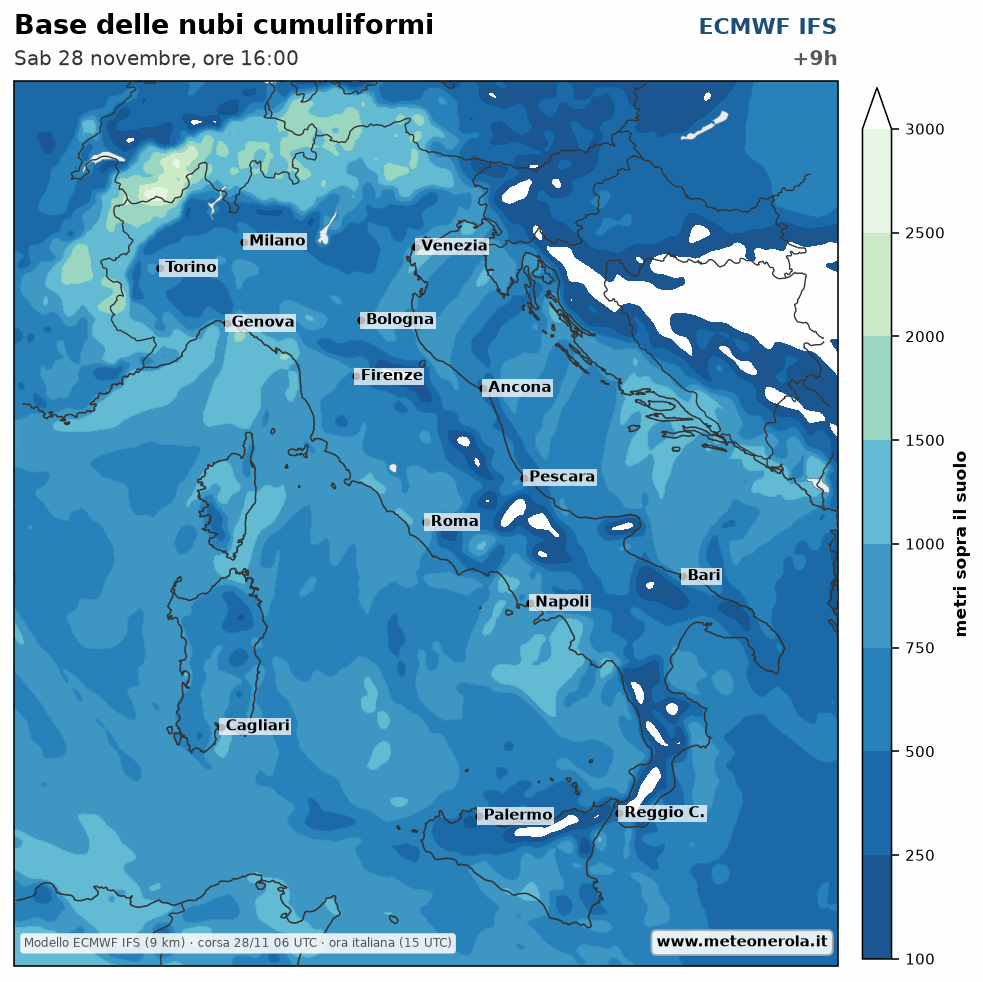 Base delle nubi cumuliformi
ECMWF IFS
Sab 28 novembre, ore 16:00
+9h
Milano
Venezia
Torino
Genova
Bologna
Firenze
Ancona
Pescara
Roma
Bari
Napoli
Cagliari
Palermo
Reggio C.
3000
2500
2000
1500
1000
750
500
250
100
metri sopra il suolo
Modello ECMWF IFS (9 km) · corsa 28/11 06 UTC · ora italiana (15 UTC)
www.meteonerola.it